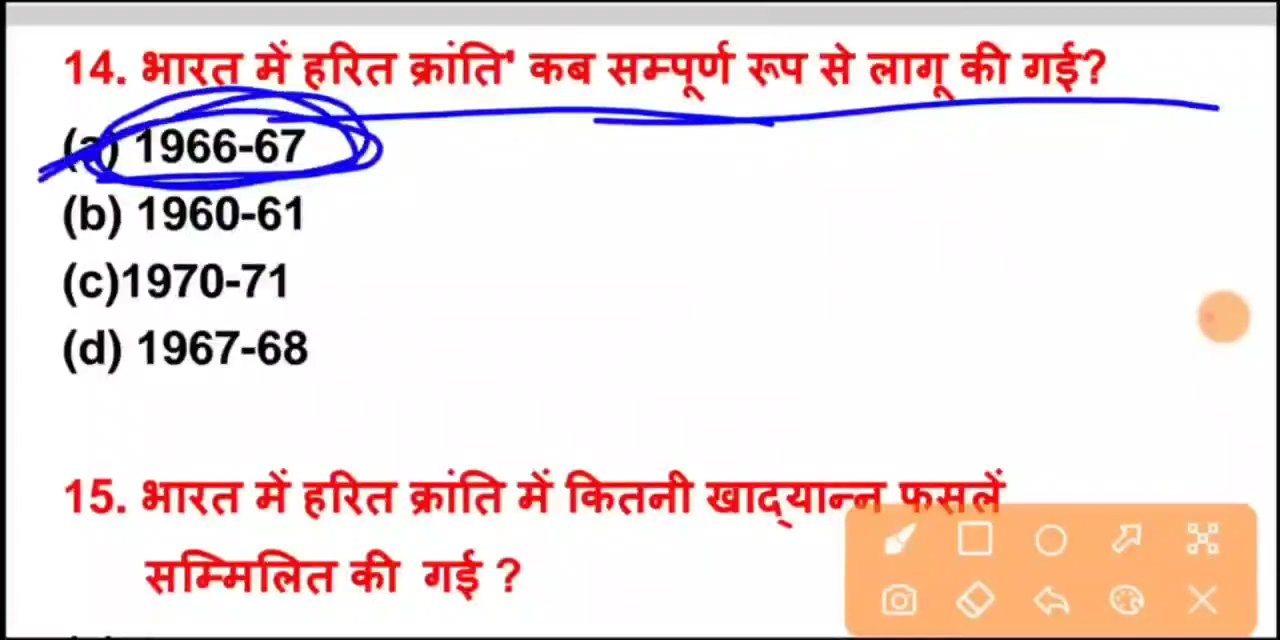 14. भारत में हरित क्रांति' कब सम्पूर्ण रूप से लागू की गई?
(a) 1966-67
(b) 1960-61
(c)1970-71
(d) 1967-68
15. भारत में हरित क्रांति में कितनी खाद्यान्न फसलें
सम्मिलित की गई ?